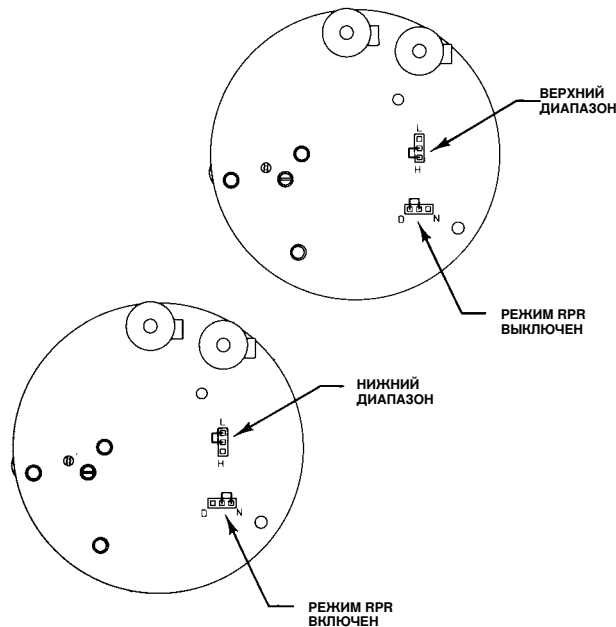 ВЕРХНИЙ
ДИАПАЗОН
L
H
D N
РЕЖИМ RPR
ВЫКЛЮЧЕН
НИЖНИЙ
ДИАПАЗОН
L
H
D N
РЕЖИМ RPR
ВКЛЮЧЕН